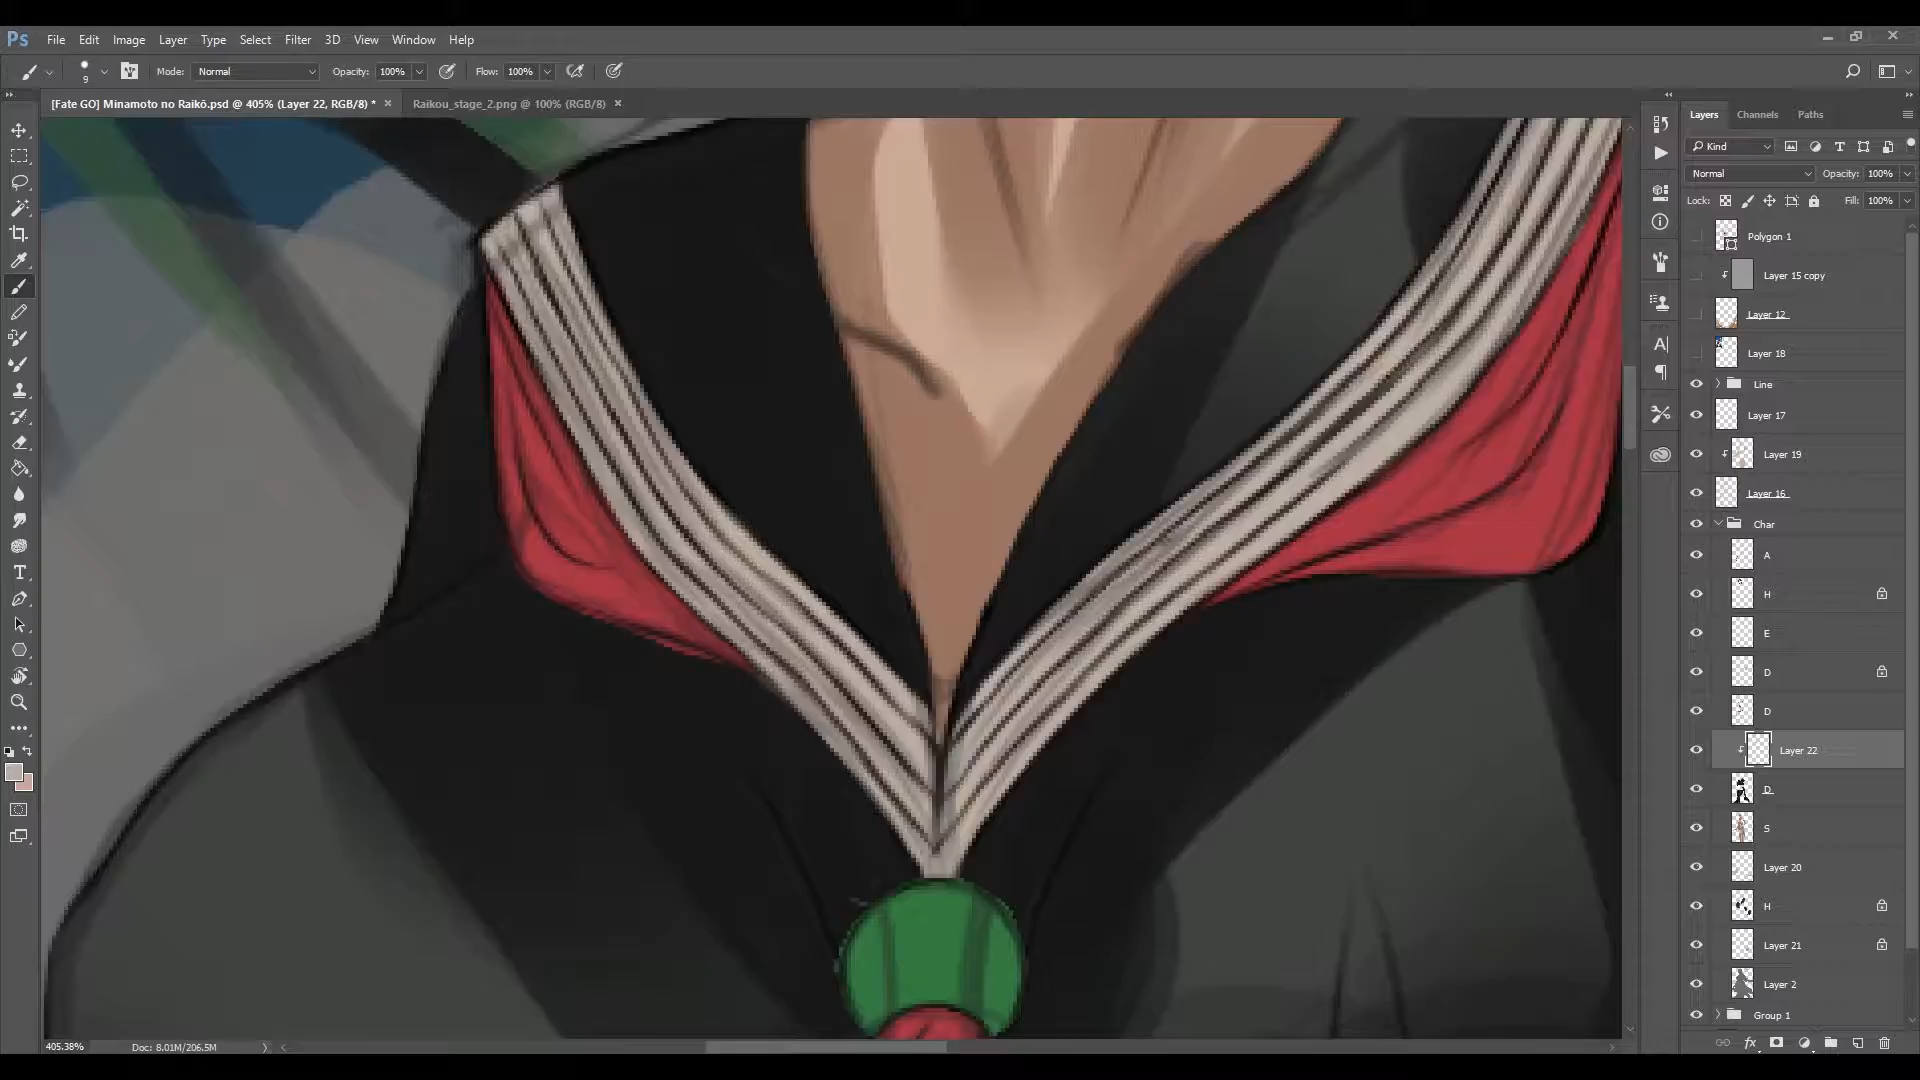 Ps File Edit Image Layer Type Select Filter 3D View Window Help
9 Mode: Normal Opacity: 100% Flow: 100%
[Fate GO] Minamoto no Raikō.psd @ 405% (Layer 22, RGB/8) * × Raikou_stage_2.png @ 100% (RGB/8) ×
Layers Channels Paths
Kind
Normal Opacity: 100%
Lock: Fill: 100%
Polygon 1
Layer 15 copy
Layer 12
Layer 18
Line
Layer 17
Layer 19
Layer 16
Char
A
H
E
D
D
Layer 22
D
S
Layer 20
H
Layer 21
Layer 2
Group 1
405.38% Doc: 8.01M/206.5M